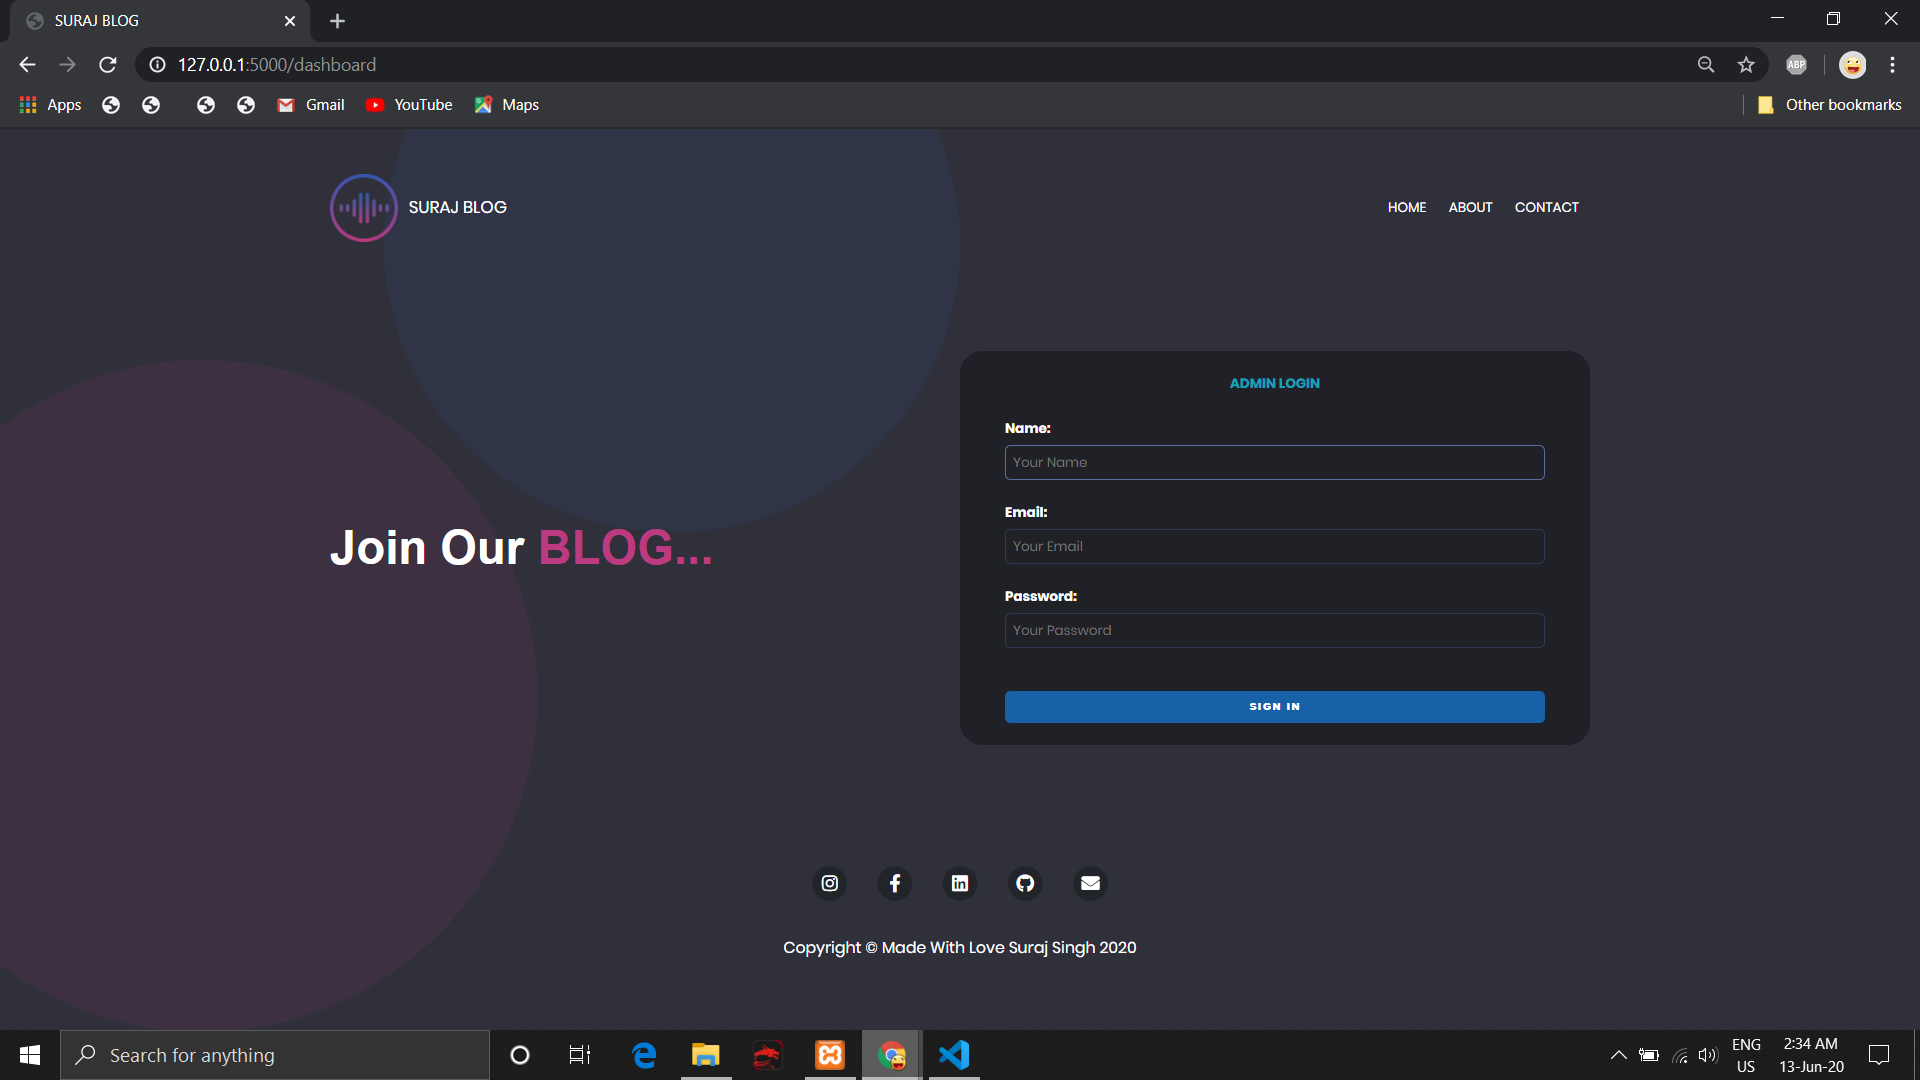 SURAJ BLOG
127.0.0.1:5000/dashboard
ABP
Apps
Gmail
YouTube
Maps
Other bookmarks
SURAJ BLOG
HOME ABOUT CONTACT
ADMIN LOGIN
Name:
Your Name
Email:
Your Email
Join Our BLOG...
Password:
Your Password
SIGN IN
Copyright © Made With Love Suraj Singh 2020
Search for anything
ENG
US
2:34 AM
13-Jun-20